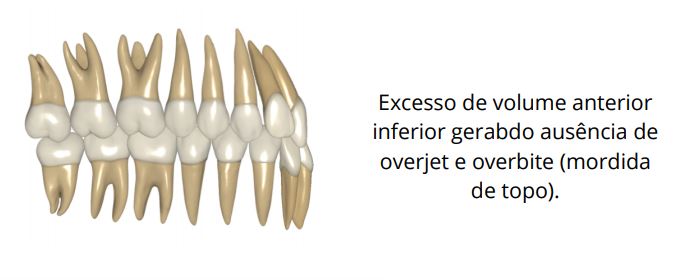 Excesso de volume anterior
inferior gerabdo ausência de
overjet e overbite (mordida
de topo).